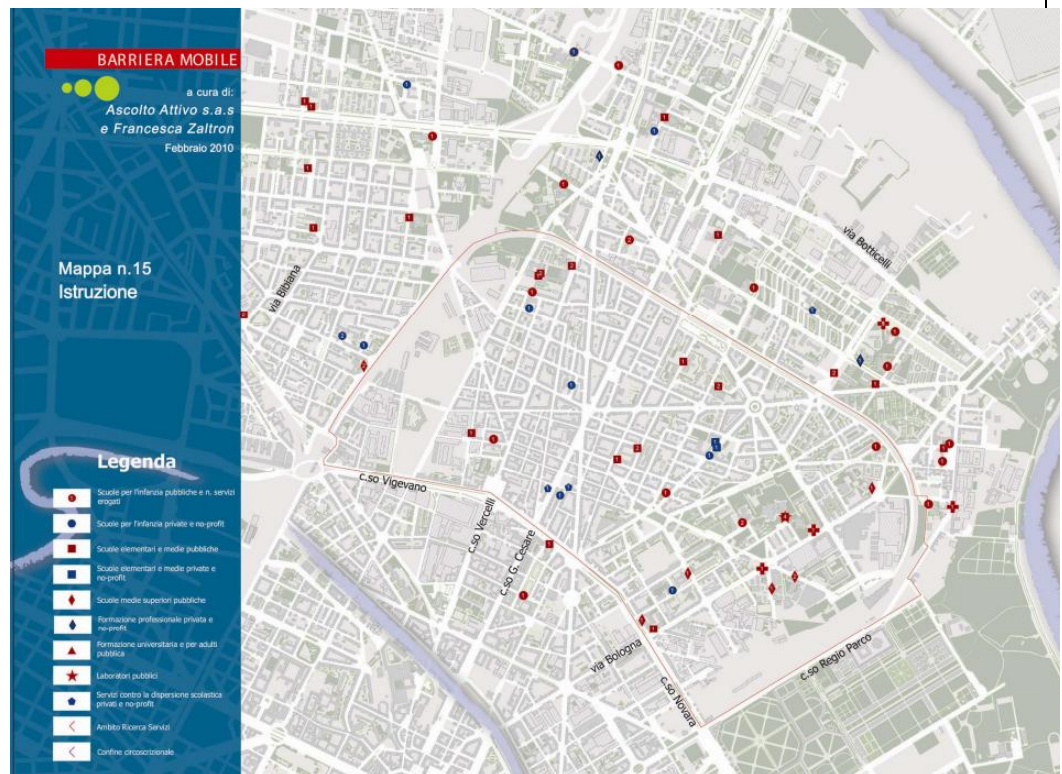 BARRIERA MOBILE
a cura di:
Ascolto Attivo s.a.s
e Francesca Zaltron
Febbraio 2010
Mappa n.15
Istruzione
Legenda
Scuole per l'infanzia pubbliche e n. servizi
erogati
Scuole per l'infanzia private e no-profit
Scuole elementari e medie pubbliche
Scuole elementari e medie private e
no-profit
Scuole medie superiori pubbliche
Formazione professionale privata e
no-profit
Formazione universitaria e per adulti
pubblica
Laboratori pubblici
Servizi contro la dispersione scolastica
privati e no-profit
Ambito Ricerca Servizi
Confine circoscrizionale
via Bibiana
via Botticelli
c.so Vigevano
c.so Vercelli
c.so G. Cesare
via Bologna
c.so Novara
c.so Regio Parco